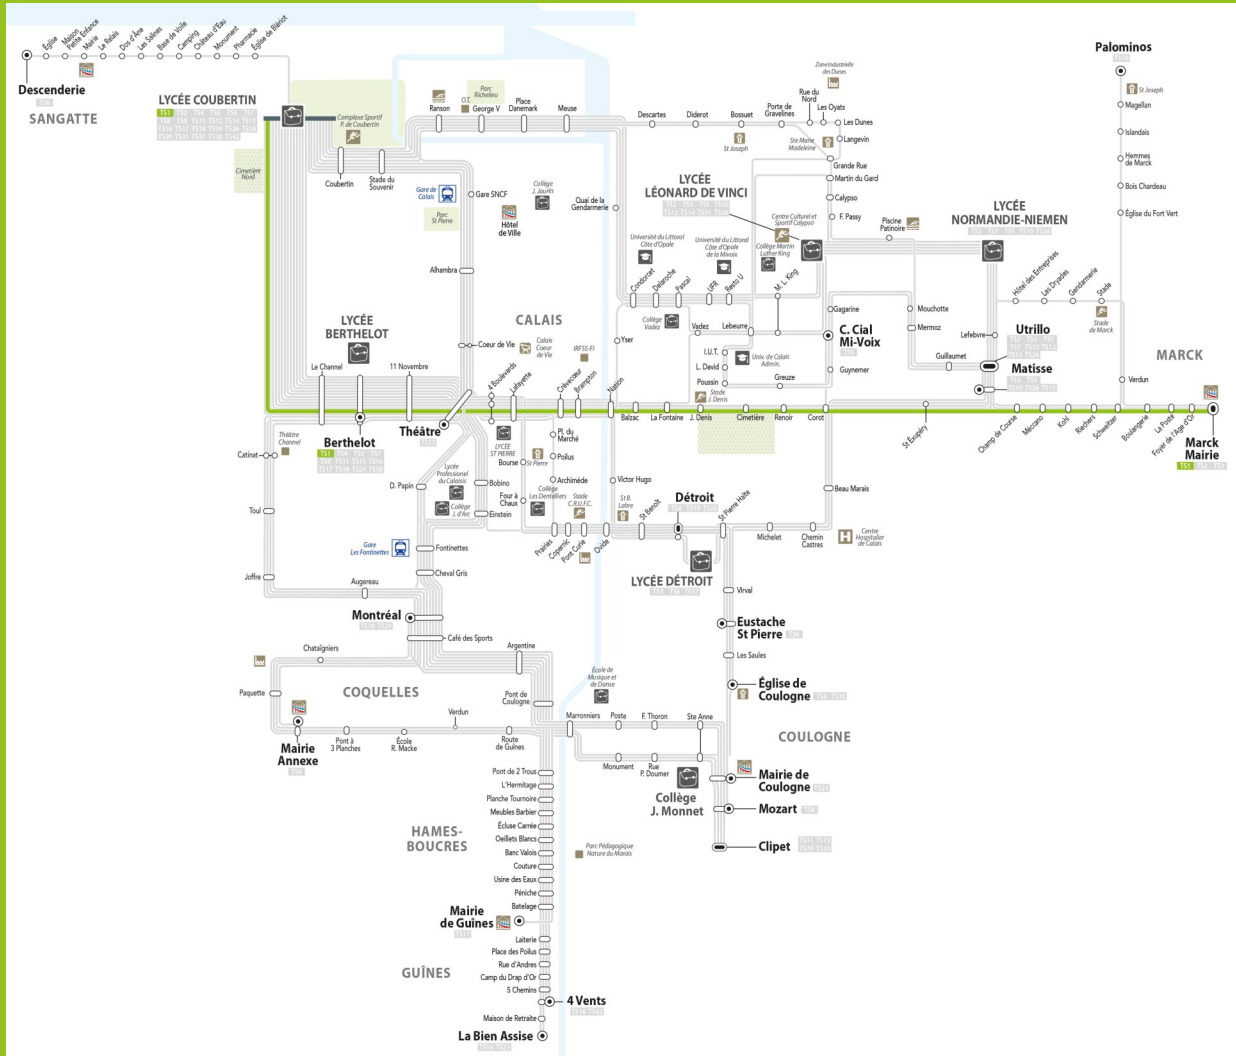 Descenderie
SANGATTE
Église
Maison
Petite Enfance
Mairie
Le Relais
Dos d'Âne
Les Salines
Base de Voile
Camping
Château d'Eau
Monument
Pharmacie
Église de Blériot
LYCÉE COUBERTIN
TS1
Complexe Sportif
P. de Coubertin
Cimetière
Nord
Coubertin
Stade du
Souvenir
Ranson
O.T.
Parc
Richelieu
George V
Place
Danemark
Meuse
Gare de
Calais
Parc
St Pierre
Gare SNCF
Hôtel
de Ville
Collège
J. Jaurès
Quai de la
Gendarmerie
Descartes
Diderot
Bossuet
St Joseph
Porte de
Gravelines
Rue du
Nord
Les Oyats
Zone Industrielle
des Dunes
Les Dunes
Langevin
Ste Marie
Madeleine
Grande Rue
Martin du Gard
Calypso
F. Passy
Piscine
Patinoire
LYCÉE
LÉONARD DE VINCI
Centre Culturel et
Sportif Calypso
Collège Martin
Luther King
LYCÉE
NORMANDIE-NIEMEN
Palominos
St Joseph
Magellan
Islandais
Hemmes
de Marck
Bois Chardeau
Église du Fort Vert
Université du Littoral
Côte d'Opale
Université du Littoral
Côte d'Opale
de la Mivoix
Condorcet
Delaroche
Pascal
UFR
Resto U
M. L. King
Collège
Vadez
Vadez
Lebeurre
Gagarine
C. Cial
Mi-Voix
Guynemer
Mouchotte
Mermoz
Guillaumet
Lefebvre
Hôtel des Entreprises
Les Dryades
Gendarmerie
Stade
Stade
de Marck
Utrillo
Matisse
MARCK
Verdun
Alhambra
CALAIS
LYCÉE
BERTHELOT
Coeur de Vie
Calais
Coeur
de Vie
IRFSS-FI
Yser
I.U.T.
L. David
Poussin
Univ. de Calais
Admin.
Greuze
Stade
J. Denis
Le Channel
11 Novembre
4 Boulevards
Lafayette
Crèvecœur
Brampton
Nation
Balzac
La Fontaine
J. Denis
Cimetière
Renoir
Corot
St Exupéry
Champ de Course
Mezzano
Kohl
Riechers
Schweitzer
Boulangerie
La Poste
Foyer de l'Age d'Or
Marck
Mairie
TS1
Berthelot
TS1
Théâtre
Théâtre
Channel
Catinat
Toul
Joffre
Augereau
D. Papin
LYCÉE
ST PIERRE
Bourse
St Pierre
Pl. du
Marché
Poilus
Archimède
Lycée
Professionnel
du Calaisis
Collège
J. d'Arc
Bobino
Einstein
Four à
Chaux
Collège
Les Dentelliers
Stade
C.R.U.F.C.
Victor Hugo
St B.
Labre
St Benoît
Détroit
St Pierre Halte
Beau Marais
Prairies
Copernic
Pont Curie
Ovide
Michelet
Chemin
Castres
Centre
Hospitalier
de Calais
LYCÉE DÉTROIT
Gare
Les Fontinettes
Fontinettes
Cheval Gris
Montréal
Café des Sports
Argentine
Virval
Eustache
St Pierre
Les Saules
Église de
Coulogne
COULOGNE
Chataîgniers
COQUELLES
Paquette
Mairie
Annexe
Pont à
3 Planches
École
R. Macke
Verdun
Route
de Guînes
Pont de
Coulogne
École de
Musique et
de Danse
Marronniers
Poste
F. Thoron
Ste Anne
Monument
Rue
P. Doumer
Collège
J. Monnet
Mairie de
Coulogne
Mozart
Clipet
Pont de 2 Trous
L'Hermitage
Planche Tournoire
Meubles Barbier
Écluse Carrée
Oeillets Blancs
Banc Valois
Couture
Usine des Eaux
Péniche
Batelage
HAMES-
BOUCRES
Parc Pédagogique
Nature du Marais
Mairie
de Guînes
GUÎNES
Laiterie
Place des Poilus
Rue d'Andres
Camp du Drap d'Or
5 Chemins
4 Vents
Maison de Retraite
La Bien Assise